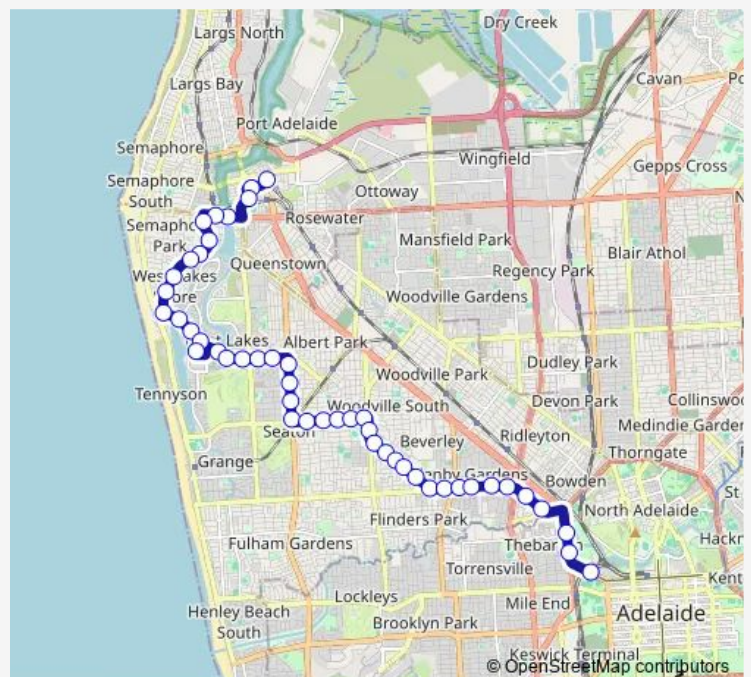 Dry Creek
Largs North
Cavan
Largs Bay
Port Adelaide
Semaphore
Wingfield
Gepps Cross
Semaphore
South
Ottoway
Rosewater
Park
Mansfield Park
Blair Athol
Queenstown
Regency Park
Woodville Gardens
Albert Park
Dudley Park
Woodville Park
Tennyson
Devon Park
Woodville South
Medindie Garden
Beverley
Ridleyton
Thorngate
Grange
Bowden
St
North Adelaide
Flinders Park
Fulham Gardens
Torrensville
Lockleys
Mile End
Henley Beach
South
Adelaide
Brooklyn Park
Keswick Terminal
© OpenStreetMap contributors